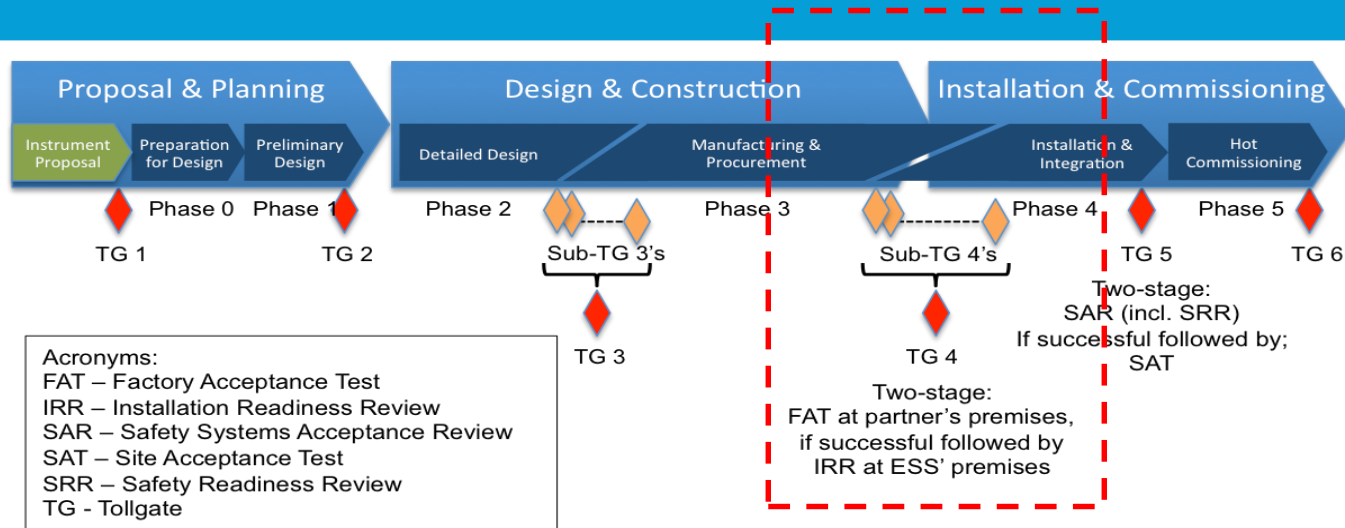 Proposal & Planning
Design & Construction
Installation & Commissioning
Instrument
Proposal
Preparation
for Design
Preliminary
Design
Detailed Design
Manufacturing &
Procurement
Installation &
Integration
Hot
Commissioning
Phase 0
Phase 1
Phase 2
Phase 3
Phase 4
Phase 5
TG 1
TG 2
Sub-TG 3's
Sub-TG 4's
TG 5
TG 6
TG 3
TG 4
Two-stage:
SAR (incl. SRR)
If successful followed by;
SAT
Two-stage:
FAT at partner's premises,
if successful followed by
IRR at ESS' premises
Acronyms:
FAT – Factory Acceptance Test
IRR – Installation Readiness Review
SAR – Safety Systems Acceptance Review
SAT – Site Acceptance Test
SRR – Safety Readiness Review
TG - Tollgate